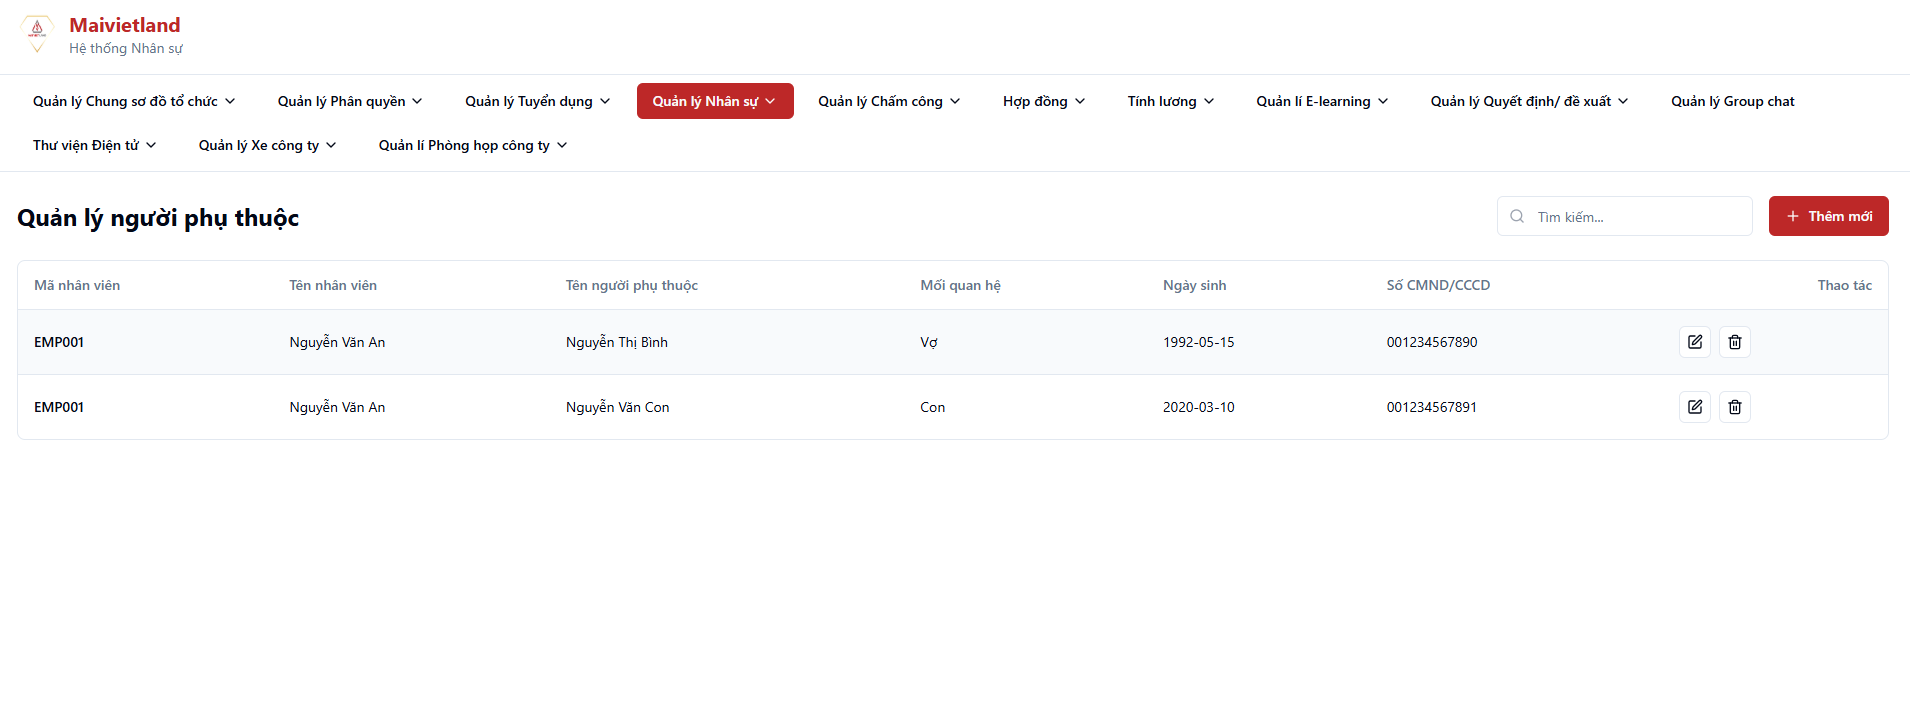 Maivietland
Hệ thống Nhân sự
Quản lý Chung sơ đồ tổ chức Quản lý Phân quyền Quản lý Tuyển dụng Quản lý Nhân sự Quản lý Chấm công Hợp đồng Tính lương Quản lí E-learning Quản lý Quyết định/ đề xuất Quản lý Group chat
Thư viện Điện tử Quản lý Xe công ty Quản lí Phòng họp công ty
Quản lý người phụ thuộc Tìm kiếm... Thêm mới
Mã nhân viên Tên nhân viên Tên người phụ thuộc Mối quan hệ Ngày sinh Số CMND/CCCD Thao tác
EMP001 Nguyễn Văn An Nguyễn Thị Bình Vợ 1992-05-15 001234567890
EMP001 Nguyễn Văn An Nguyễn Văn Con Con 2020-03-10 001234567891